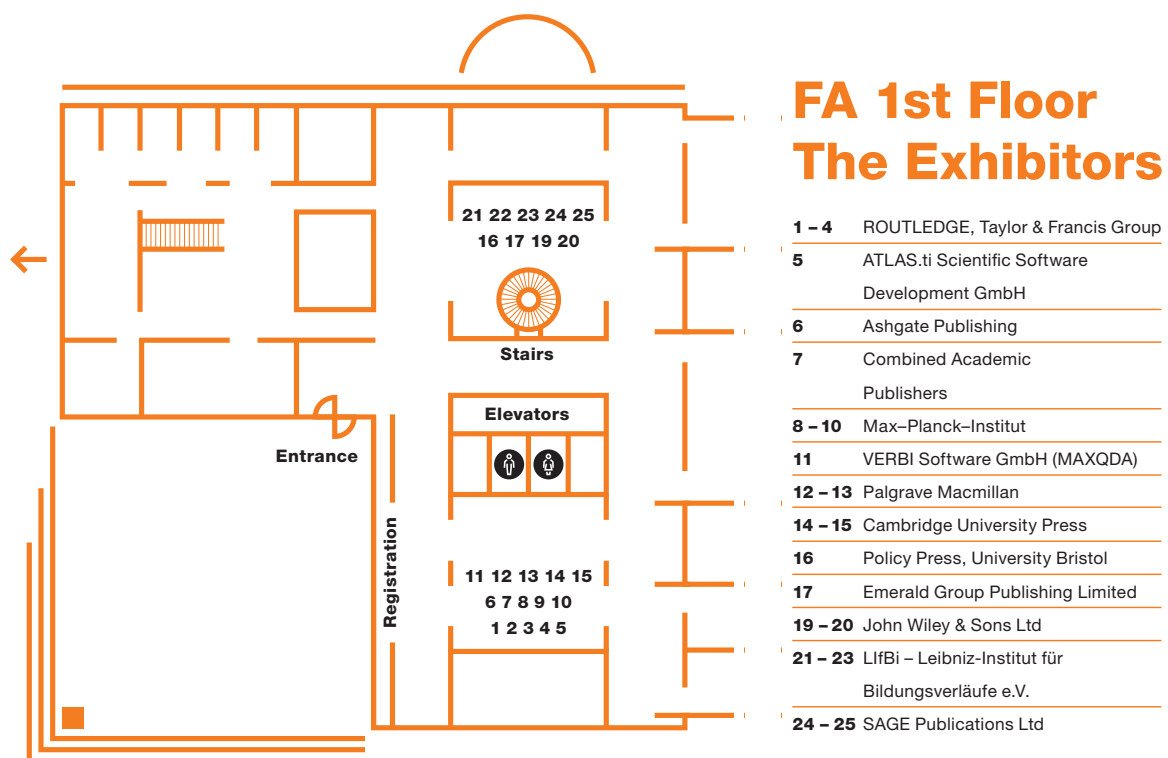 FA 1st Floor
The Exhibitors
21 22 23 24 25
16 17 19 20
Stairs
Elevators
Entrance
Registration
11 12 13 14 15
6 7 8 9 10
1 2 3 4 5
1 – 4 ROUTLEDGE, Taylor & Francis Group
5 ATLAS.ti Scientific Software
Development GmbH
6 Ashgate Publishing
7 Combined Academic
Publishers
8 – 10 Max–Planck–Institut
11 VERBI Software GmbH (MAXQDA)
12 – 13 Palgrave Macmillan
14 – 15 Cambridge University Press
16 Policy Press, University Bristol
17 Emerald Group Publishing Limited
19 – 20 John Wiley & Sons Ltd
21 – 23 LIfBi – Leibniz-Institut für
Bildungsverläufe e.V.
24 – 25 SAGE Publications Ltd